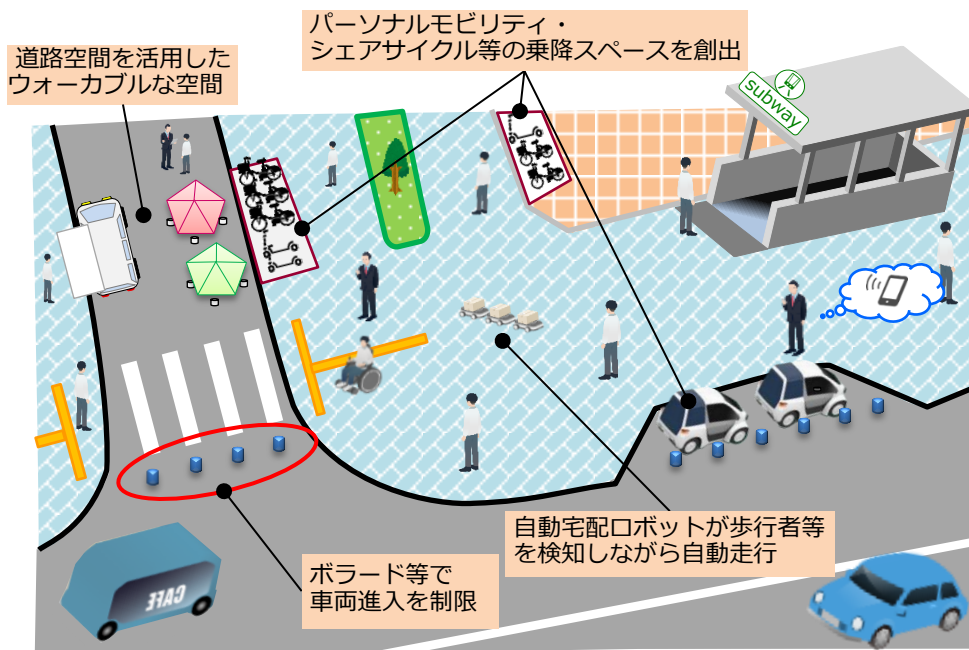 パーソナルモビリティ・
シェアサイクル等の乗降スペースを創出
道路空間を活用した
ウォーカブルな空間
subway
自動宅配ロボットが歩行者等
を検知しながら自動走行
ボラード等で
車両進入を制限
CAFE